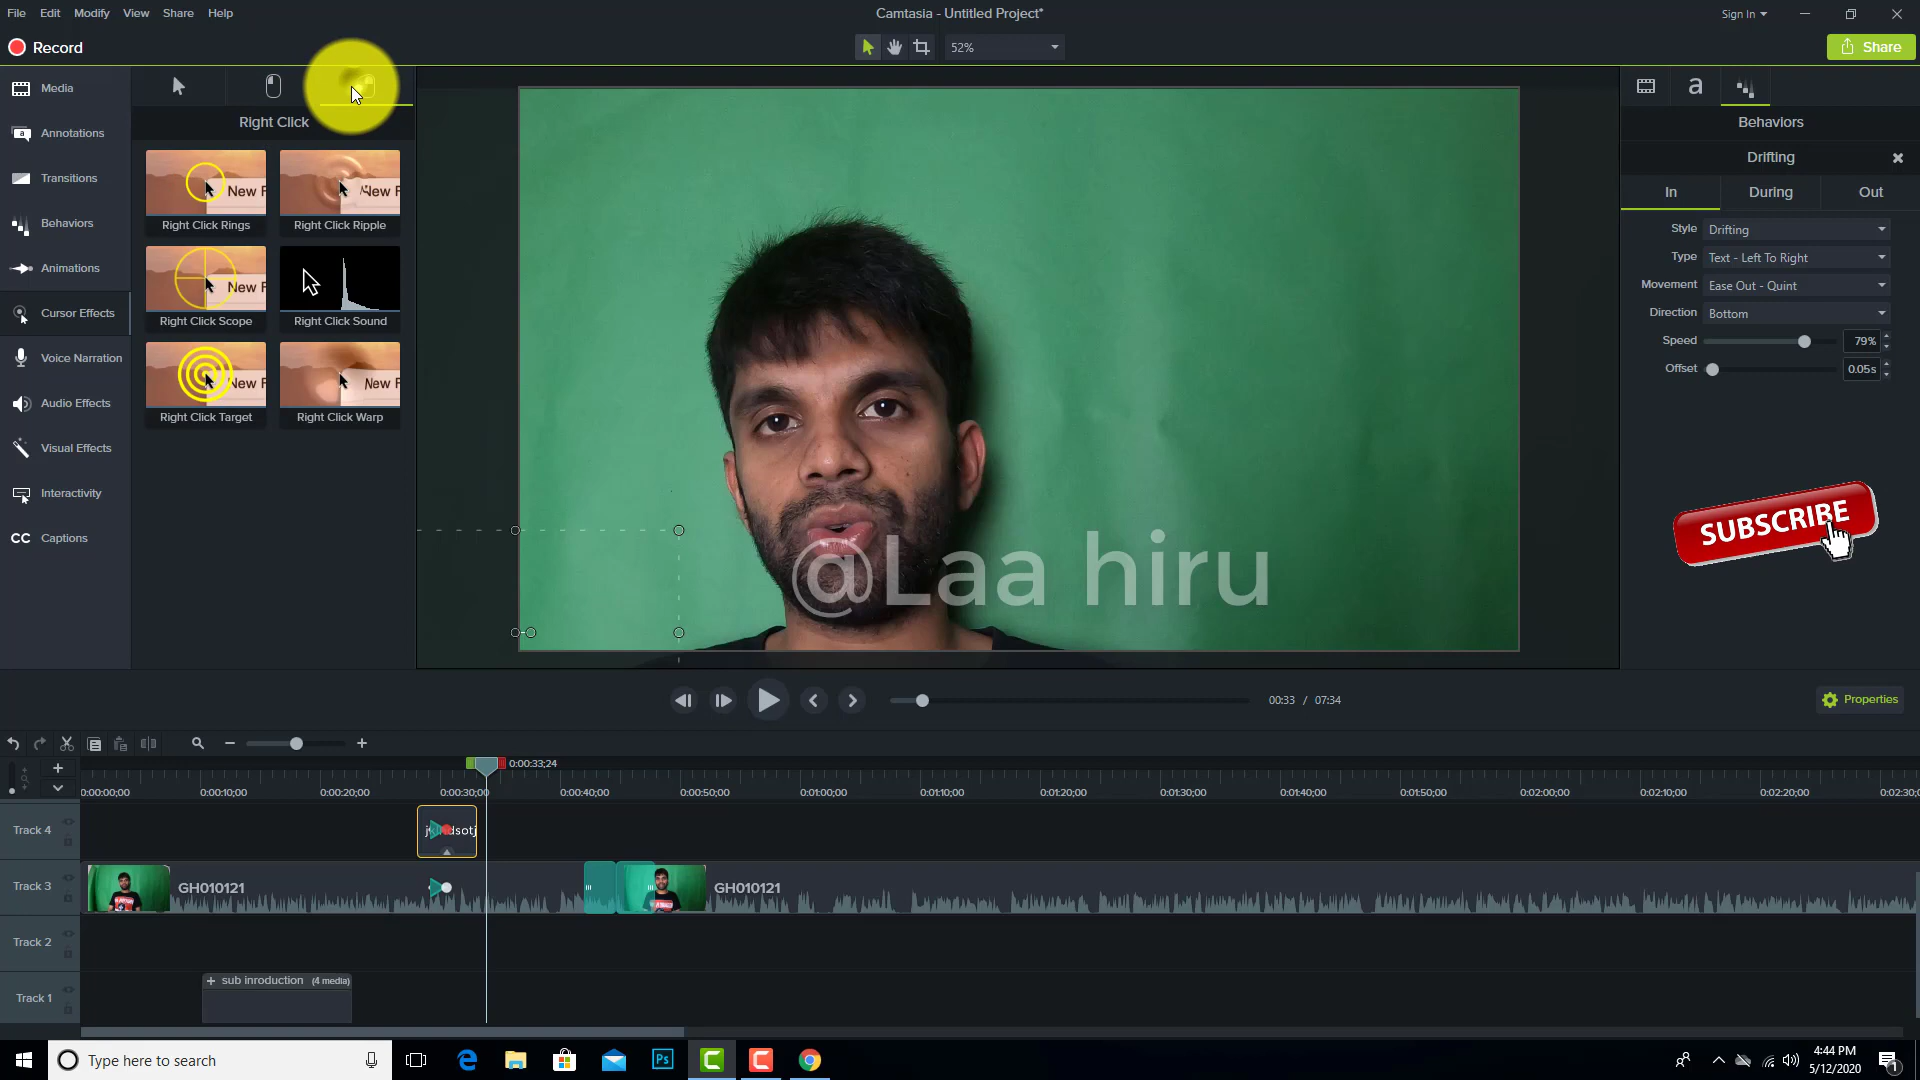 File Edit Modify View Share Help
Camtasia - Untitled Project*
Sign In
Record
52%
Share
Media
Annotations
Transitions
Behaviors
Animations
Cursor Effects
Voice Narration
Audio Effects
Visual Effects
Interactivity
CC Captions
Right Click
New F
New F
Right Click Rings
Right Click Ripple
New F
Right Click Scope
Right Click Sound
New F
New F
Right Click Target
Right Click Warp
@Laa hiru
a
Behaviors
Drifting
In During Out
Style Drifting
Type Text - Left To Right
Movement Ease Out - Quint
Direction Bottom
Speed 79%
Offset 0.05s
SUBSCRIBE
00:33 / 07:34
Properties
0:00:33;24
0:00:00;00 0:00:10;00 0:00:20;00 0:00:30;00 0:00:40;00 0:00:50;00 0:01:00;00 0:01:10;00 0:01:20;00 0:01:30;00 0:01:40;00 0:01:50;00 0:02:00;00 0:02:10;00 0:02:20;00 0:02:30;0
Track 4
Track 3
GH010121
GH010121
Track 2
Track 1
+ sub inroduction (4 media)
Type here to search
Ps
4:44 PM
5/12/2020
1